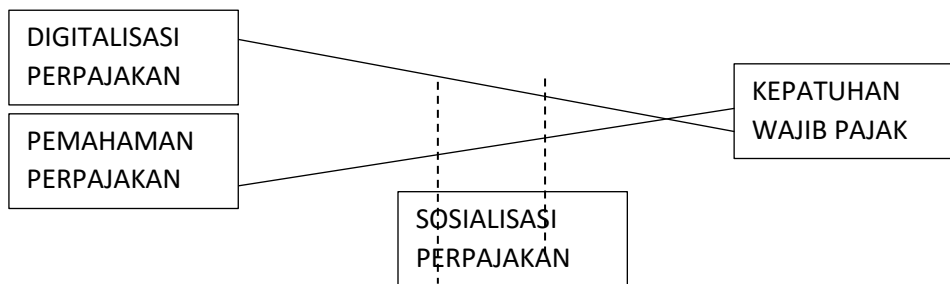 DIGITALISASI
PERPAJAKAN
PEMAHAMAN
PERPAJAKAN
KEPATUHAN
WAJIB PAJAK
SOSIALISASI
PERPAJAKAN